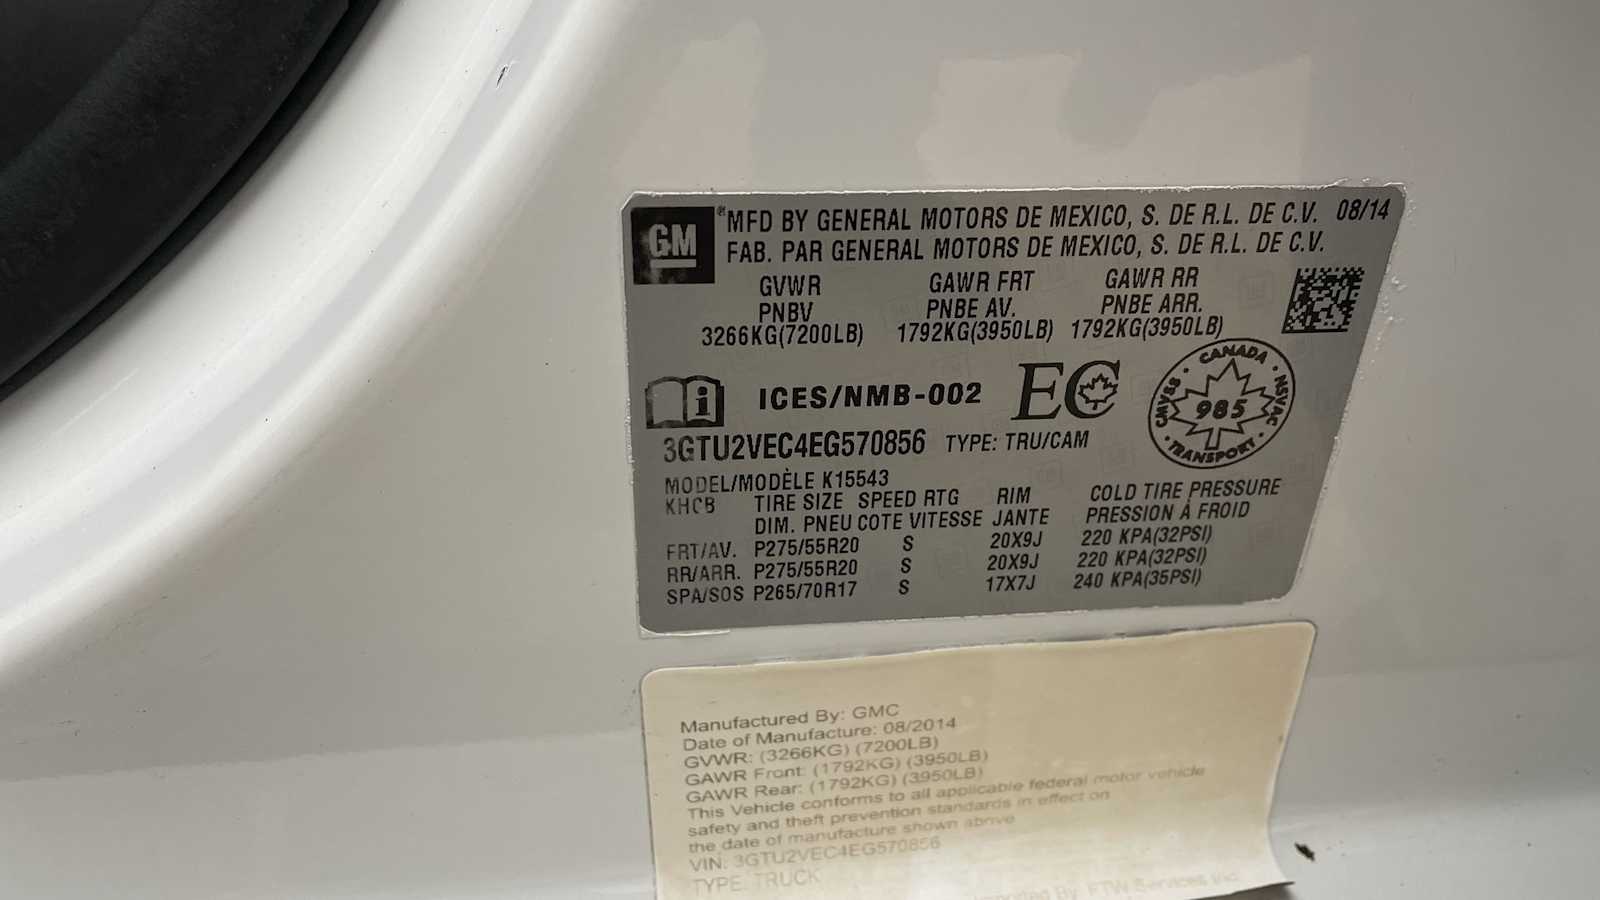 GM
® MFD BY GENERAL MOTORS DE MEXICO, S. DE R.L. DE C.V. 08/14
FAB. PAR GENERAL MOTORS DE MEXICO, S. DE R.L. DE C.V.
GVWR GAWR FRT GAWR RR
PNBV PNBE AV. PNBE ARR.
3266KG(7200LB) 1792KG(3950LB) 1792KG(3950LB)
i ICES/NMB-002 EC
CANADA
CMVSS 985 NSVAC
TRANSPORT
3GTU2VEC4EG570856 TYPE: TRU/CAM
MODEL/MODÈLE K15543
KHCB TIRE SIZE SPEED RTG RIM COLD TIRE PRESSURE
DIM. PNEU COTE VITESSE JANTE PRESSION À FROID
FRT/AV. P275/55R20 S 20X9J 220 KPA(32PSI)
RR/ARR. P275/55R20 S 20X9J 220 KPA(32PSI)
SPA/SOS P265/70R17 S 17X7J 240 KPA(35PSI)
Manufactured By: GMC
Date of Manufacture: 08/2014
GVWR: (3266KG) (7200LB)
GAWR Front: (1792KG) (3950LB)
GAWR Rear: (1792KG) (3950LB)
This Vehicle conforms to all applicable federal motor vehicle
safety and theft prevention standards in effect on
the date of manufacture shown above
VIN: 3GTU2VEC4EG570856
TYPE: TRUCK
Imported By FTW Services Inc